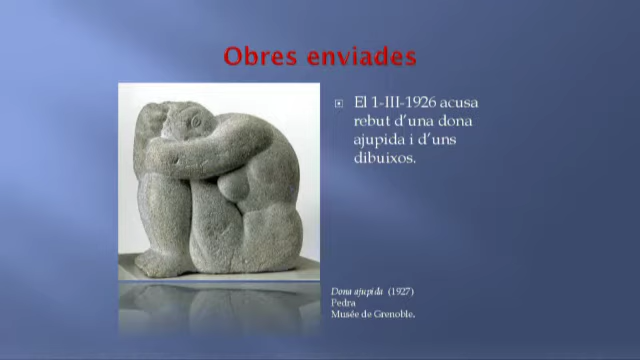 Obres enviades
El 1-III-1926 acusa
rebut d'una dona
ajupida i d'uns
dibuixos.
Dona ajupida (1927)
Pedra
Musée de Grenoble.